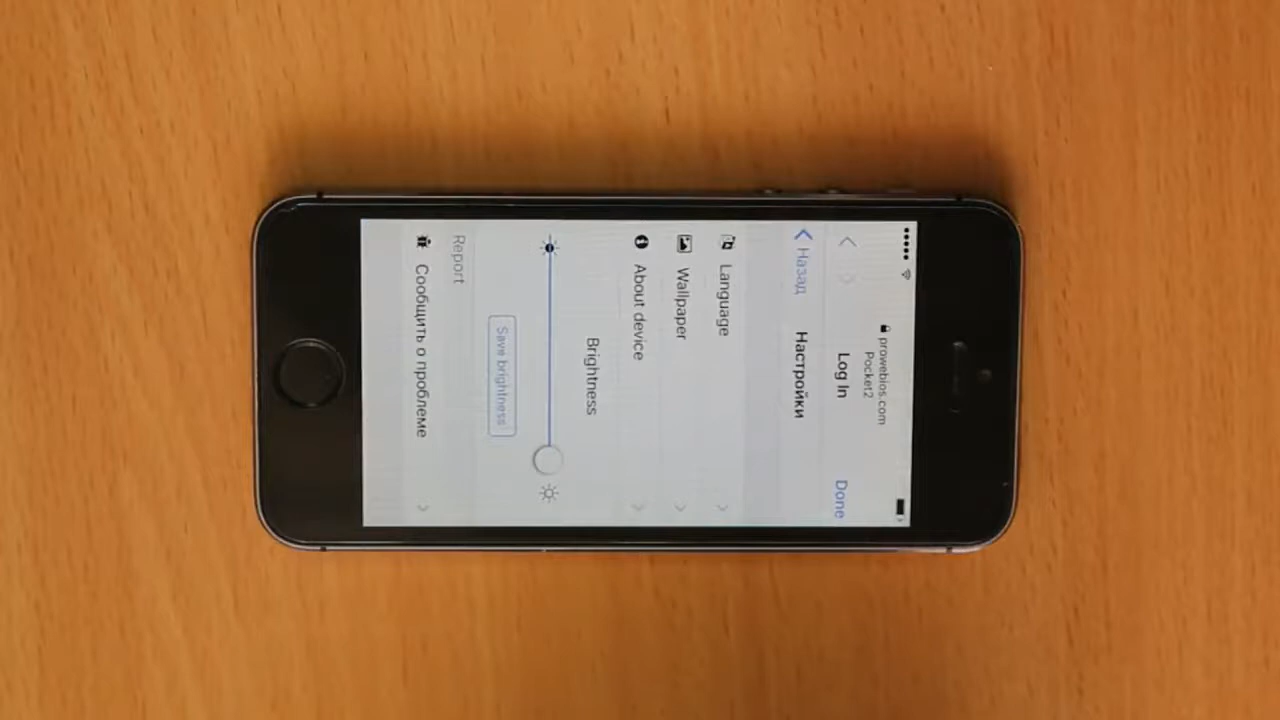 prowebios.com
Pocket2
Log In
Done
Назад
Настройки
Language
Wallpaper
About device
Brightness
Save brightness
Report
Сообщить о проблеме